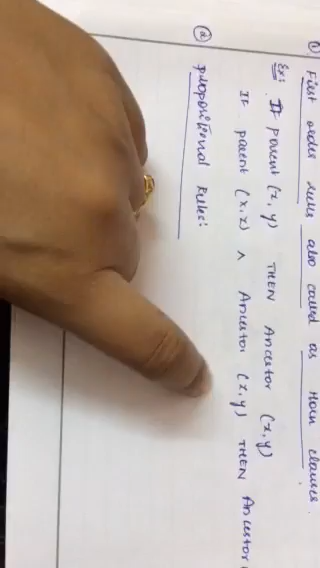 ① First order rules also called as Horn clauses.
Ex: If Parent (x, y) THEN Ancestor (x, y)
If parent (x, z) ∧ Ancestor (z, y) THEN Ancestor(
② propositional Rules: